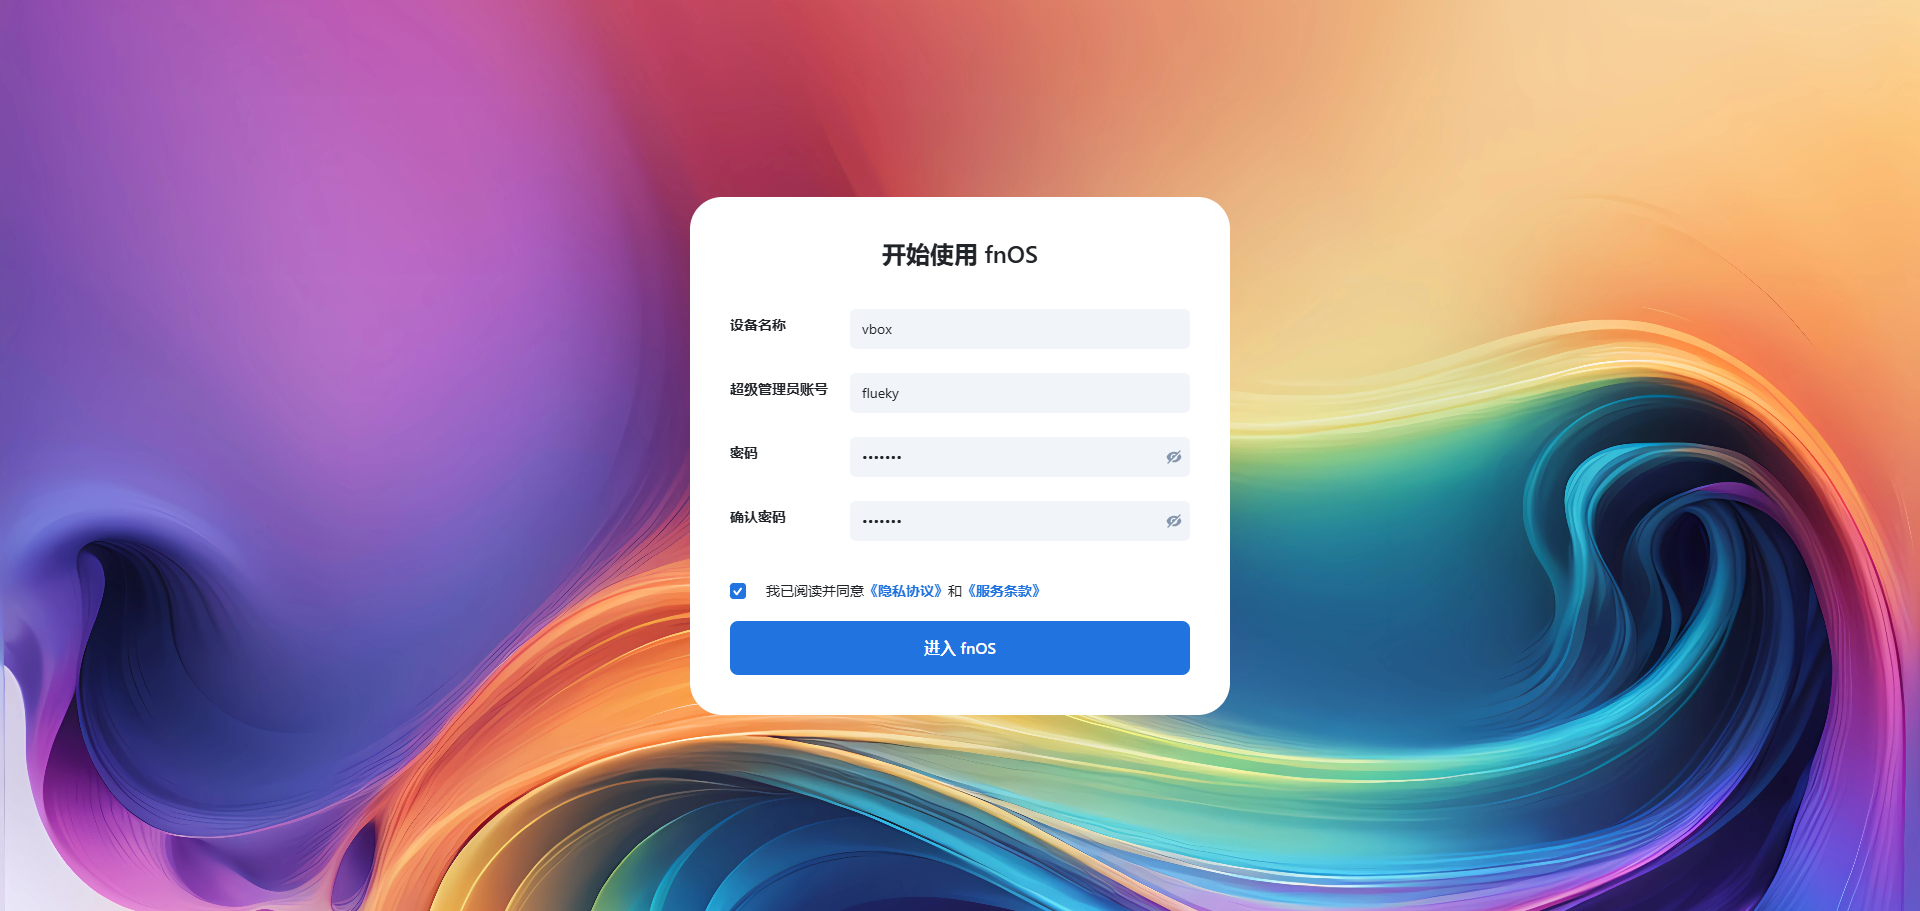 开始使用 fnOS
设备名称
vbox
超级管理员账号
flueky
密码
•••••••
确认密码
•••••••
我已阅读并同意《隐私协议》和《服务条款》
进入 fnOS